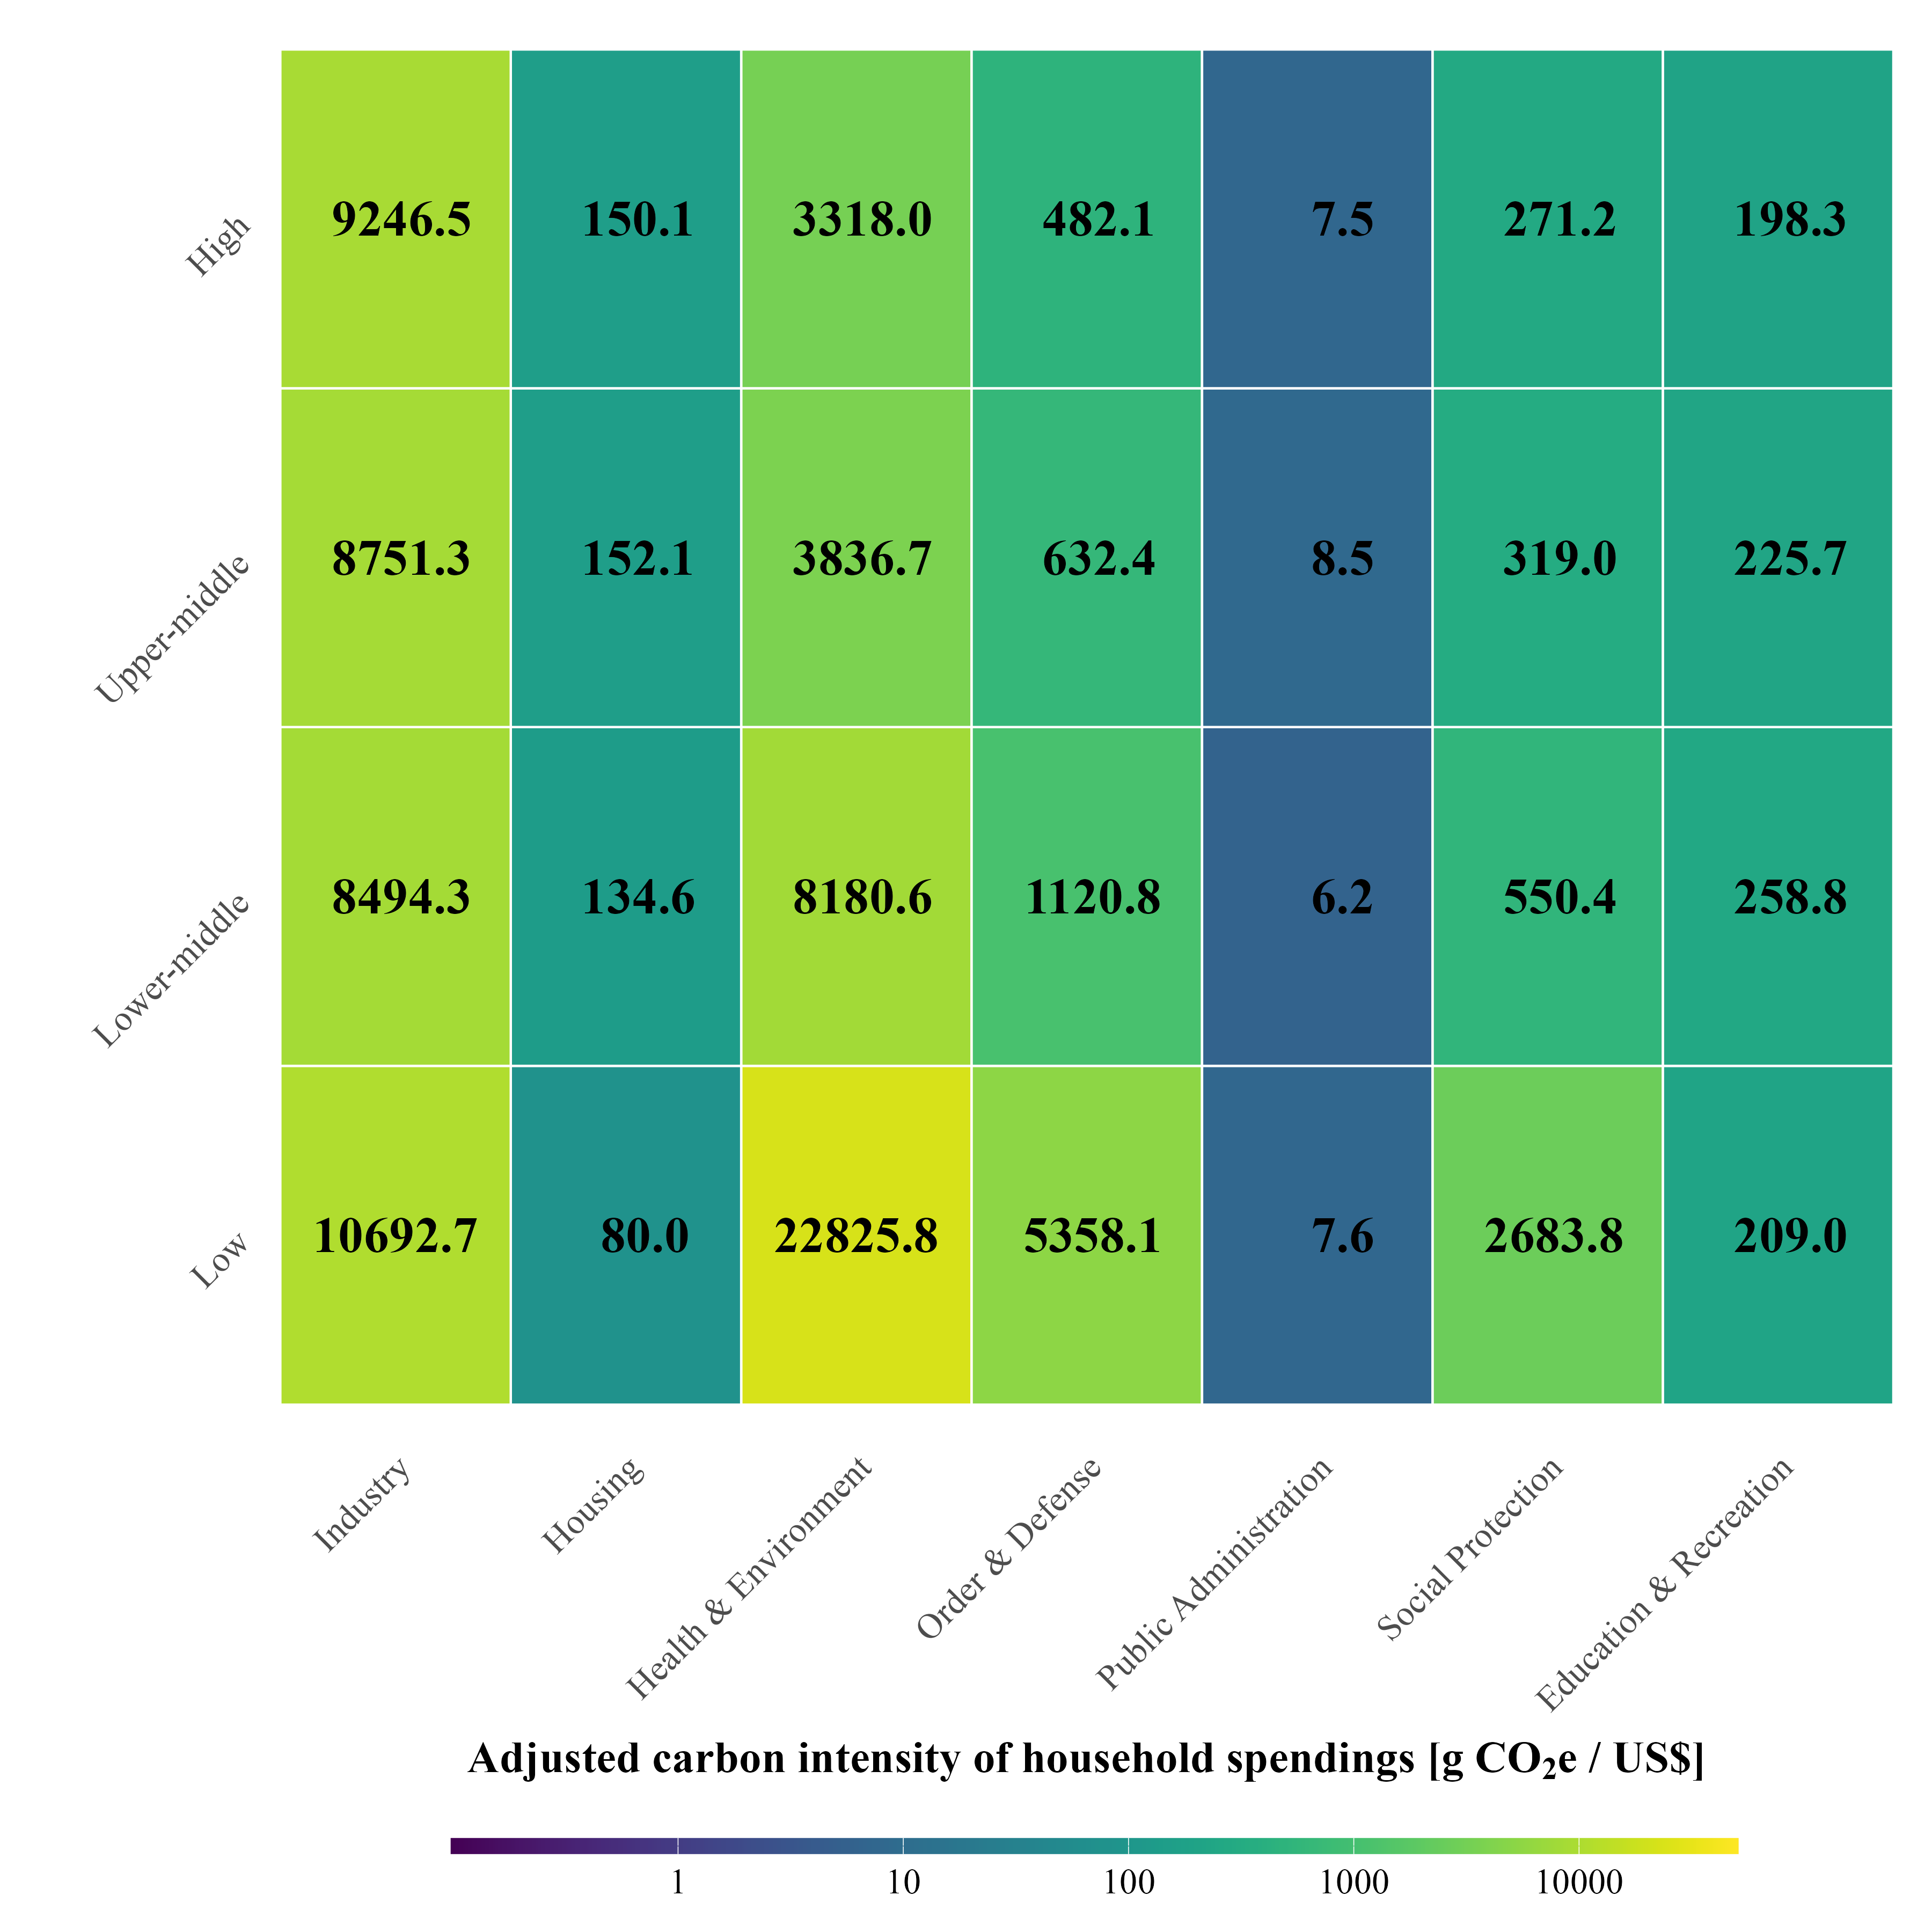 High 9246.5 150.1 3318.0 482.1 7.5 271.2 198.3
Upper-middle 8751.3 152.1 3836.7 632.4 8.5 319.0 225.7
Lower-middle 8494.3 134.6 8180.6 1120.8 6.2 550.4 258.8
Low 10692.7 80.0 22825.8 5358.1 7.6 2683.8 209.0
Industry
Housing
Health & Environment
Order & Defense
Public Administration
Social Protection
Education & Recreation
Adjusted carbon intensity of household spendings [g CO₂e / US$]
1 10 100 1000 10000